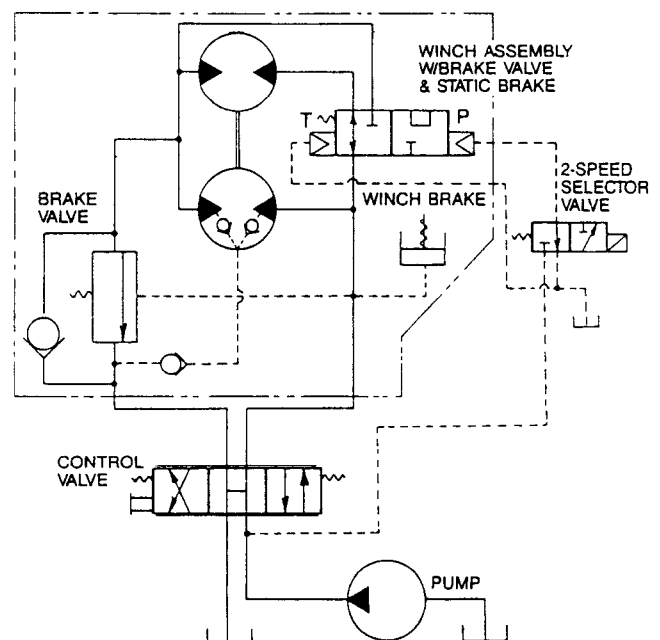 WINCH ASSEMBLY
W/BRAKE VALVE
& STATIC BRAKE
T
P
2-SPEED
SELECTOR
VALVE
BRAKE
VALVE
WINCH BRAKE
CONTROL
VALVE
PUMP